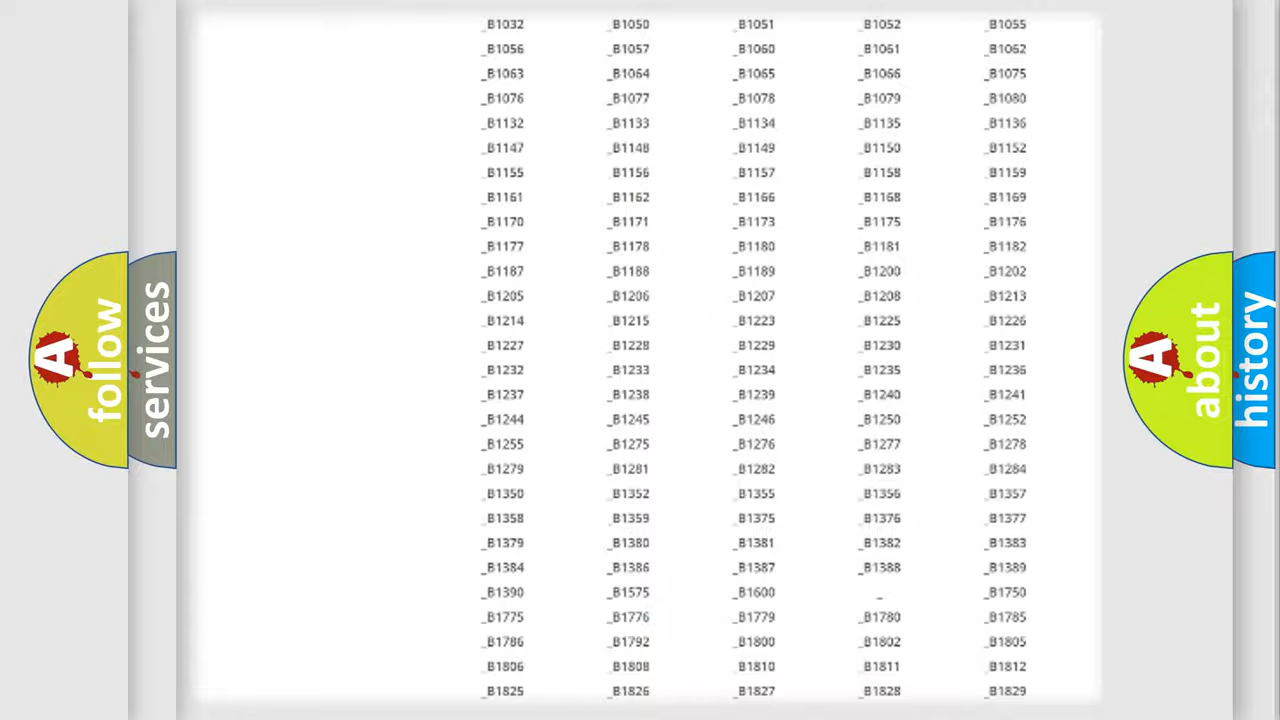 _B1032 _B1050 _B1051 _B1052 _B1055
_B1056 _B1057 _B1060 _B1061 _B1062
_B1063 _B1064 _B1065 _B1066 _B1075
_B1076 _B1077 _B1078 _B1079 _B1080
_B1132 _B1133 _B1134 _B1135 _B1136
_B1147 _B1148 _B1149 _B1150 _B1152
_B1155 _B1156 _B1157 _B1158 _B1159
_B1161 _B1162 _B1166 _B1168 _B1169
_B1170 _B1171 _B1173 _B1175 _B1176
_B1177 _B1178 _B1180 _B1181 _B1182
_B1187 _B1188 _B1189 _B1200 _B1202
_B1205 _B1206 _B1207 _B1208 _B1213
_B1214 _B1215 _B1223 _B1225 _B1226
_B1227 _B1228 _B1229 _B1230 _B1231
_B1232 _B1233 _B1234 _B1235 _B1236
_B1237 _B1238 _B1239 _B1240 _B1241
_B1244 _B1245 _B1246 _B1250 _B1252
_B1255 _B1275 _B1276 _B1277 _B1278
_B1279 _B1281 _B1282 _B1283 _B1284
_B1350 _B1352 _B1355 _B1356 _B1357
_B1358 _B1359 _B1375 _B1376 _B1377
_B1379 _B1380 _B1381 _B1382 _B1383
_B1384 _B1386 _B1387 _B1388 _B1389
_B1390 _B1575 _B1600 _ _B1750
_B1775 _B1776 _B1779 _B1780 _B1785
_B1786 _B1792 _B1800 _B1802 _B1805
_B1806 _B1808 _B1810 _B1811 _B1812
_B1825 _B1826 _B1827 _B1828 _B1829
A
follow
services
A
about
history